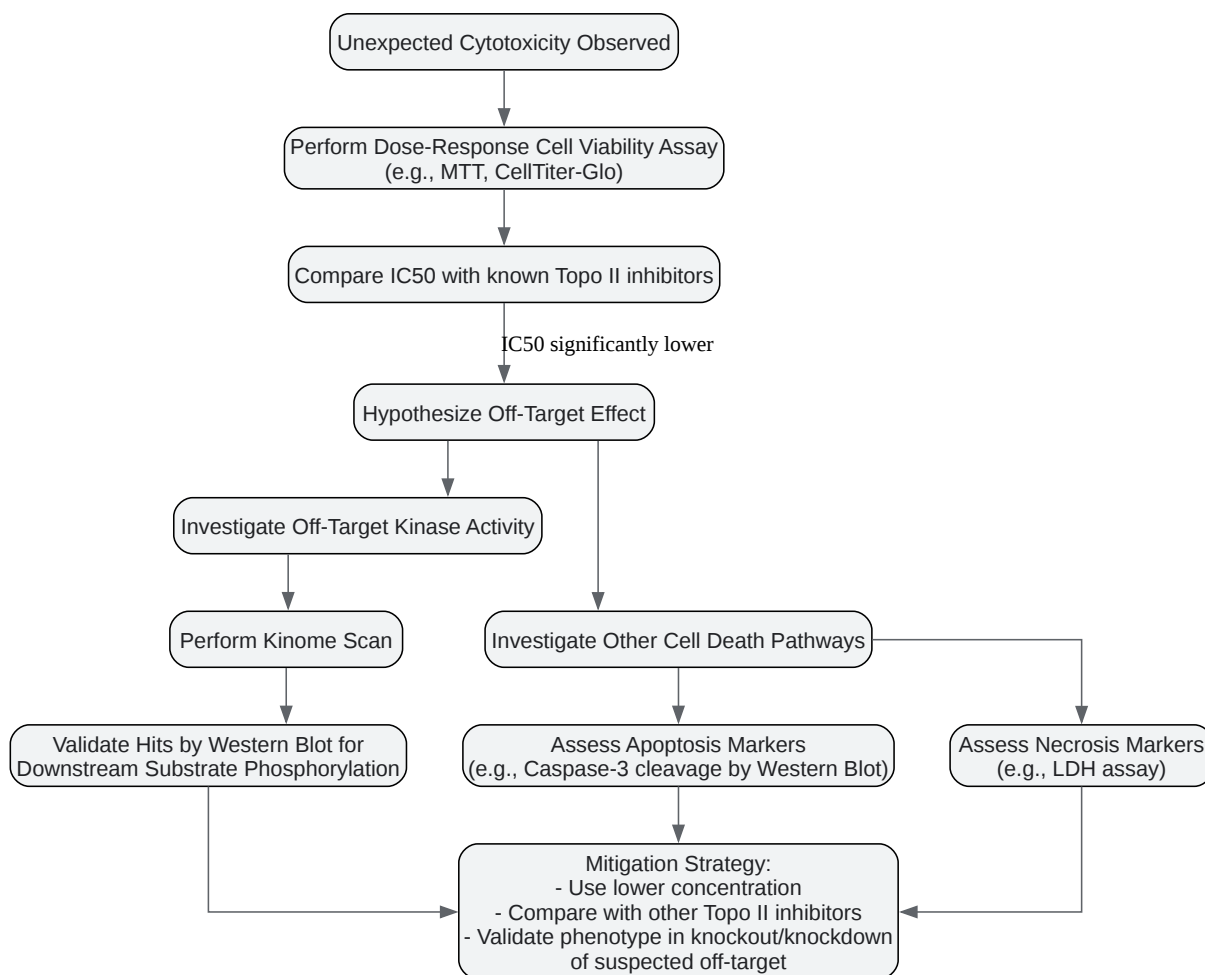 Unexpected Cytotoxicity Observed
Perform Dose-Response Cell Viability Assay
(e.g., MTT, CellTiter-Glo)
Compare IC50 with known Topo II inhibitors
IC50 significantly lower
Hypothesize Off-Target Effect
Investigate Off-Target Kinase Activity
Perform Kinome Scan
Investigate Other Cell Death Pathways
Validate Hits by Western Blot for
Downstream Substrate Phosphorylation
Assess Apoptosis Markers
(e.g., Caspase-3 cleavage by Western Blot)
Assess Necrosis Markers
(e.g., LDH assay)
Mitigation Strategy:
- Use lower concentration
- Compare with other Topo II inhibitors
- Validate phenotype in knockout/knockdown
of suspected off-target